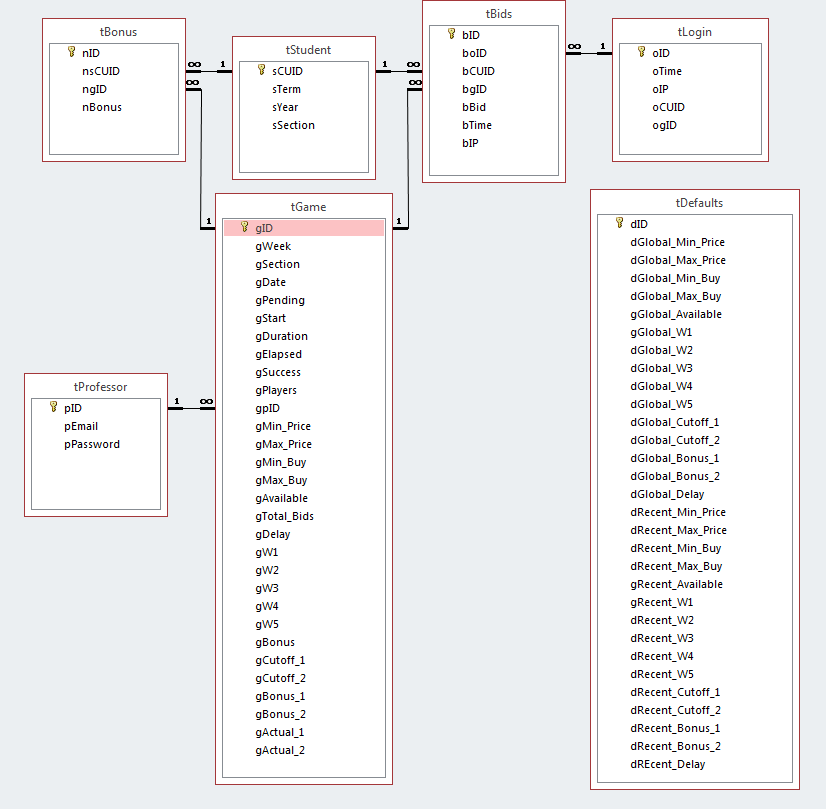 tBonus
nID
nsCUID
ngID
nBonus
tStudent
sCUID
sTerm
sYear
sSection
tBids
bID
boID
bCUID
bgID
bBid
bTime
bIP
tLogin
oID
oTime
oIP
oCUID
ogID
∞ 1
∞
1 ∞
∞
∞ 1
1
1
tGame
gID
gWeek
gSection
gDate
gPending
gStart
gDuration
gElapsed
gSuccess
gPlayers
gpID
gMin_Price
gMax_Price
gMin_Buy
gMax_Buy
gAvailable
gTotal_Bids
gDelay
gW1
gW2
gW3
gW4
gW5
gBonus
gCutoff_1
gCutoff_2
gBonus_1
gBonus_2
gActual_1
gActual_2
tProfessor
pID
pEmail
pPassword
1 ∞
tDefaults
dID
dGlobal_Min_Price
dGlobal_Max_Price
dGlobal_Min_Buy
dGlobal_Max_Buy
gGlobal_Available
gGlobal_W1
dGlobal_W2
dGlobal_W3
dGlobal_W4
dGlobal_W5
dGlobal_Cutoff_1
dGlobal_Cutoff_2
dGlobal_Bonus_1
dGlobal_Bonus_2
dGlobal_Delay
dRecent_Min_Price
dRecent_Max_Price
dRecent_Min_Buy
dRecent_Max_Buy
gRecent_Available
gRecent_W1
dRecent_W2
dRecent_W3
dRecent_W4
dRecent_W5
dRecent_Cutoff_1
dRecent_Cutoff_2
dRecent_Bonus_1
dRecent_Bonus_2
dREcent_Delay